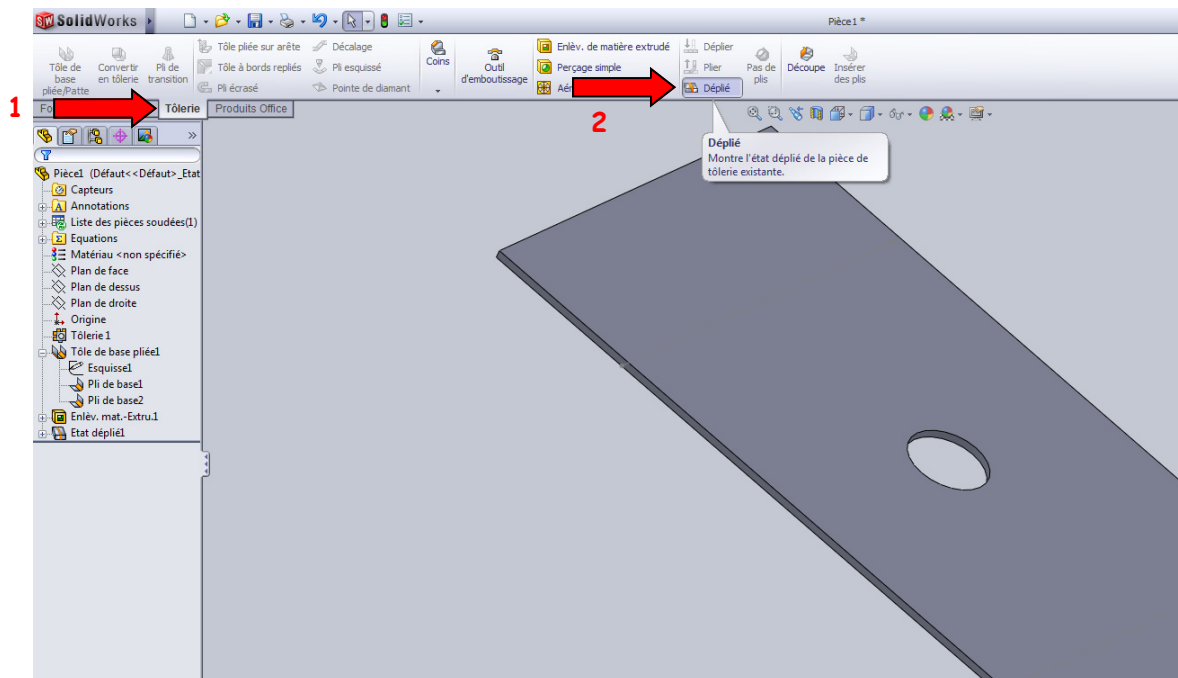 SolidWorks
Pièce1 *
Tôle de base pliée/Patte
Convertir en tôlerie
Pli de transition
Tôle pliée sur arête
Tôle à bords repliés
Pli écrasé
Décalage
Pli esquissé
Pointe de diamant
Coins
Outil d'emboutissage
Enlèv. de matière extrudé
Perçage simple
Aér
Déplier
Plier
Déplié
Pas de plis
Découpe
Insérer des plis
1
Fo
Tôlerie
Produits Office
2
Déplié
Montre l'état déplié de la pièce de
tôlerie existante.
Pièce1 (Défaut<<Défaut>_Etat
Capteurs
Annotations
Liste des pièces soudées(1)
Equations
Matériau <non spécifié>
Plan de face
Plan de dessus
Plan de droite
Origine
Tôlerie1
Tôle de base pliée1
Esquisse1
Pli de base1
Pli de base2
Enlèv. mat.-Extru.1
Etat déplié1